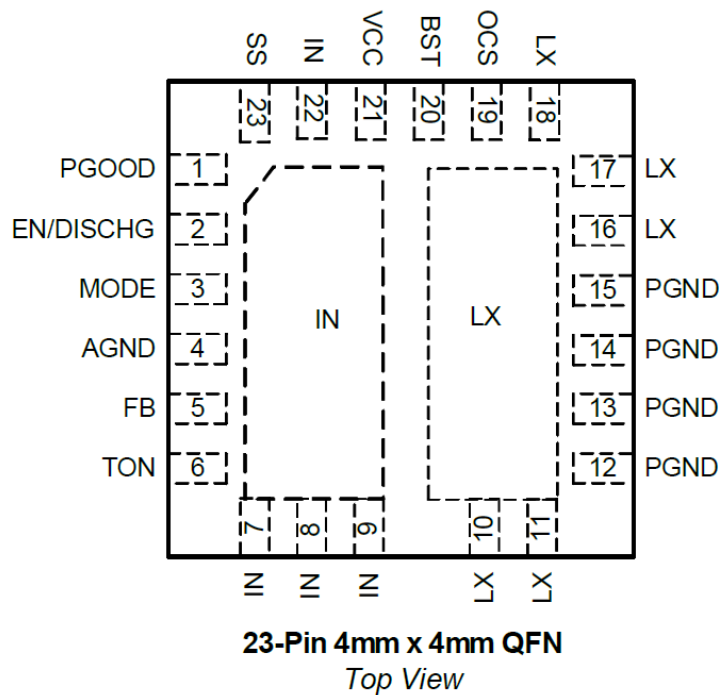 SS IN VCC BST OCS LX
23 22 21 20 19 18
PGOOD 1 17 LX
EN/DISCHG 2 16 LX
MODE 3 15 PGND
IN LX
AGND 4 14 PGND
FB 5 13 PGND
TON 6 12 PGND
7 8 9 10 11
IN IN IN LX LX
23-Pin 4mm x 4mm QFN
Top View